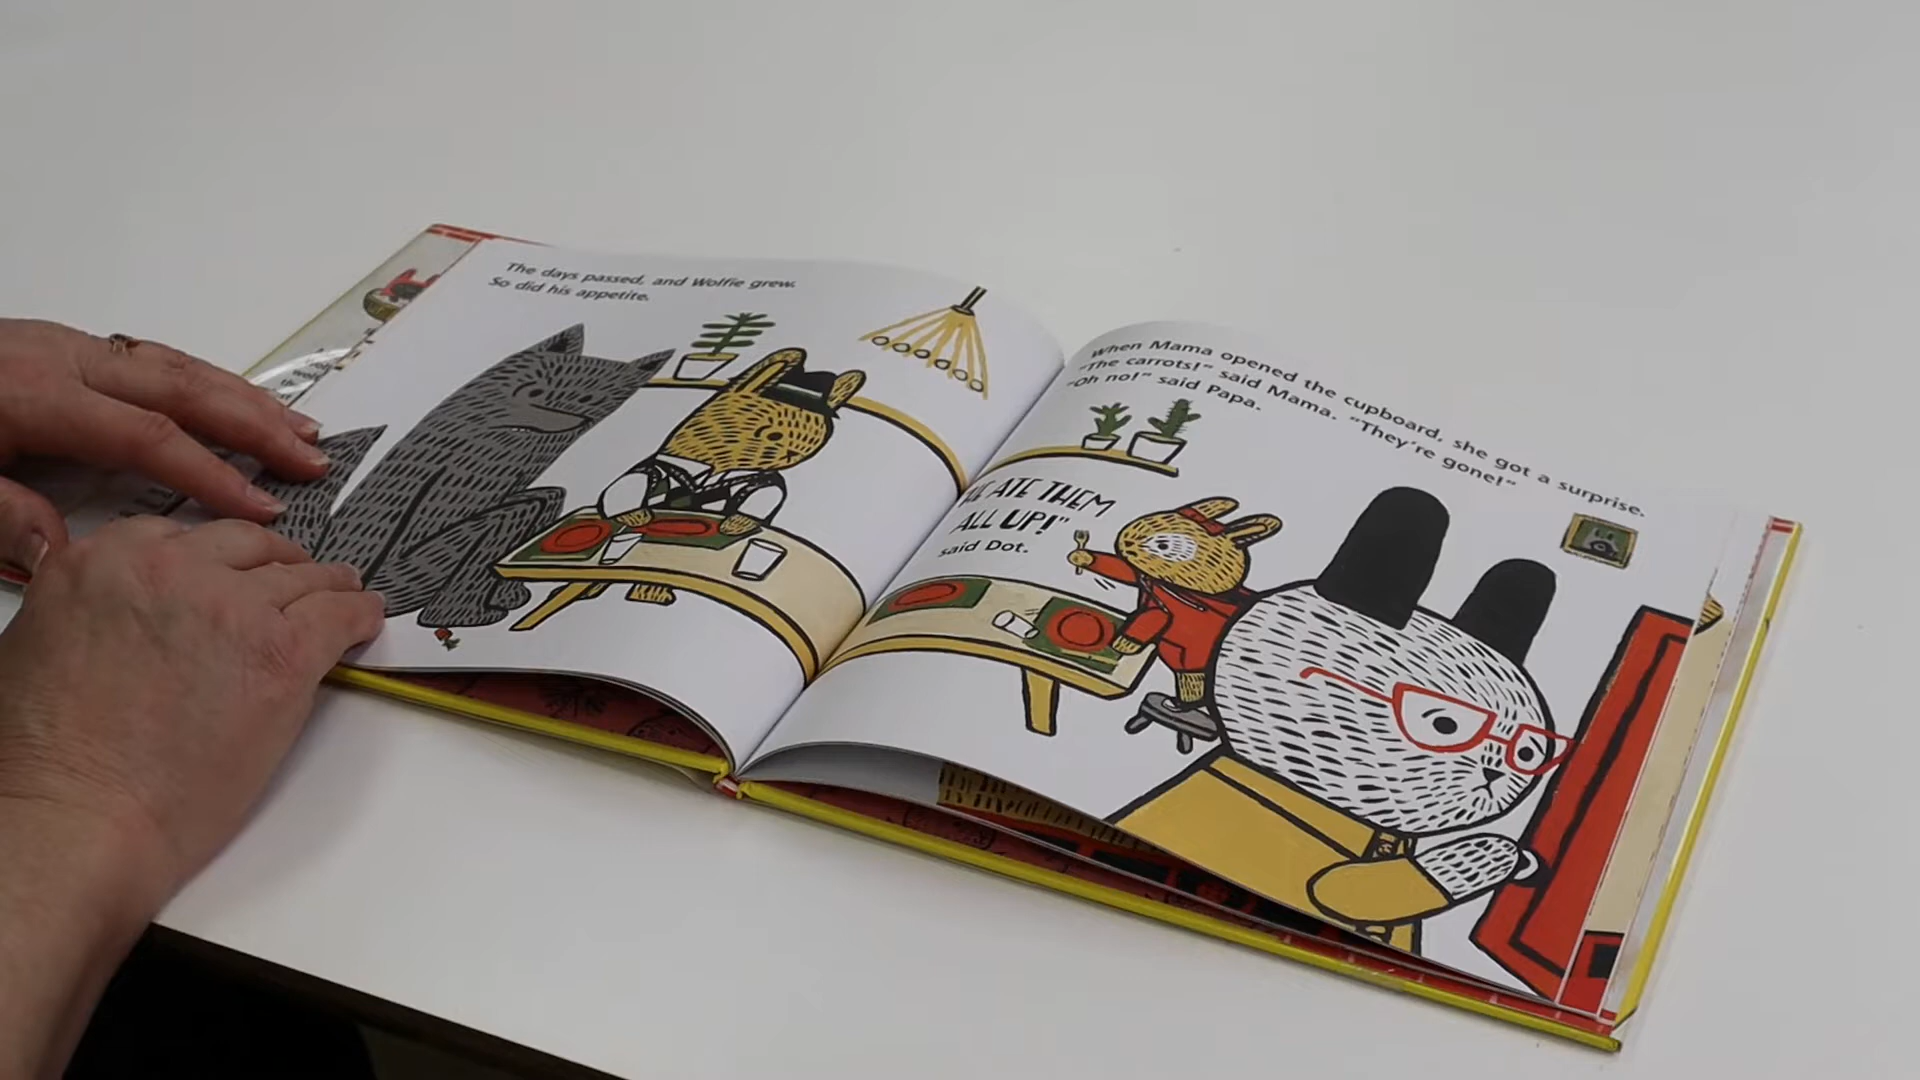 The days passed, and Wolfie grew.
So did his appetite.
When Mama opened the cupboard, she got a surprise.
"The carrots!" said Mama. "They're gone!"
"Oh no!" said Papa.
ATE THEM
ALL UP!"
said Dot.